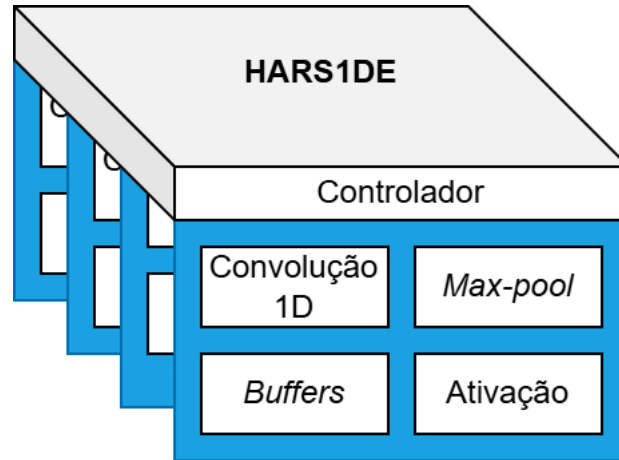 HARS1DE
Controlador
Convolução
1D
Max-pool
Buffers
Ativação